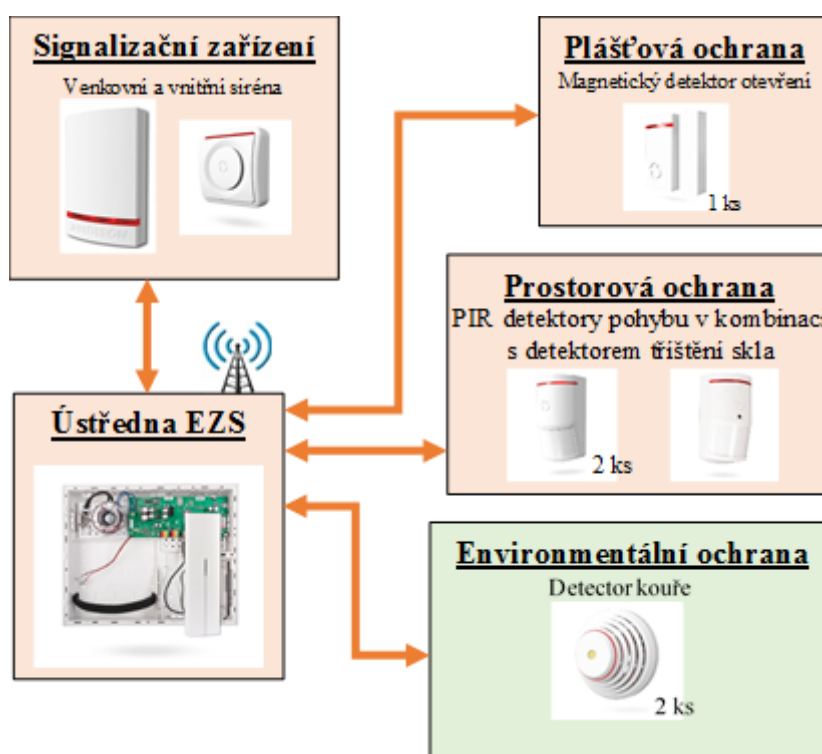 Signalizační zařízení
Venkovní a vnitřní siréna
Plášťová ochrana
Magnetický detektor otevření
1 ks
Prostorová ochrana
PIR detektory pohybu v kombinac
s detektorem tříštění skla
2 ks
Ústředna EZS
Environmentální ochrana
Detector kouře
2 ks